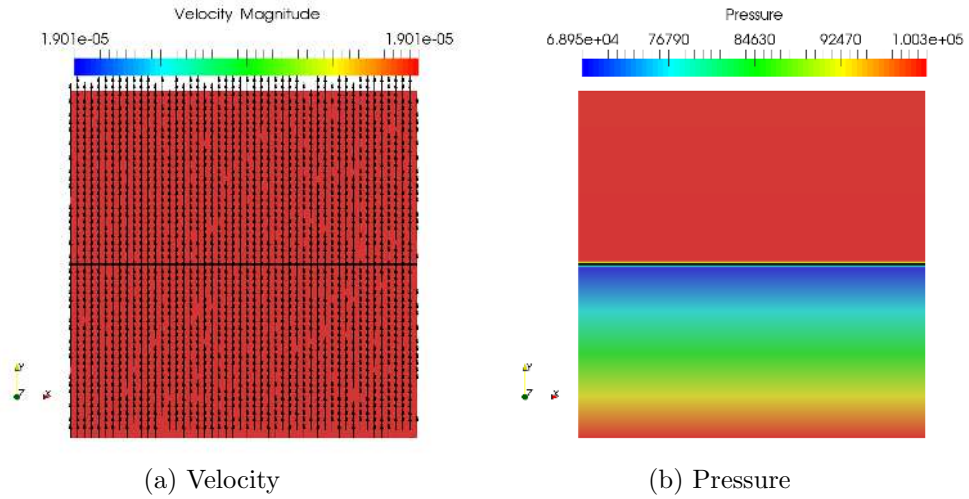 Velocity Magnitude
1.901e-05 1.901e-05
Pressure
6.895e+04 76790 84630 92470 1.003e+05
Y
Z X
Y
Z X
(a) Velocity
(b) Pressure